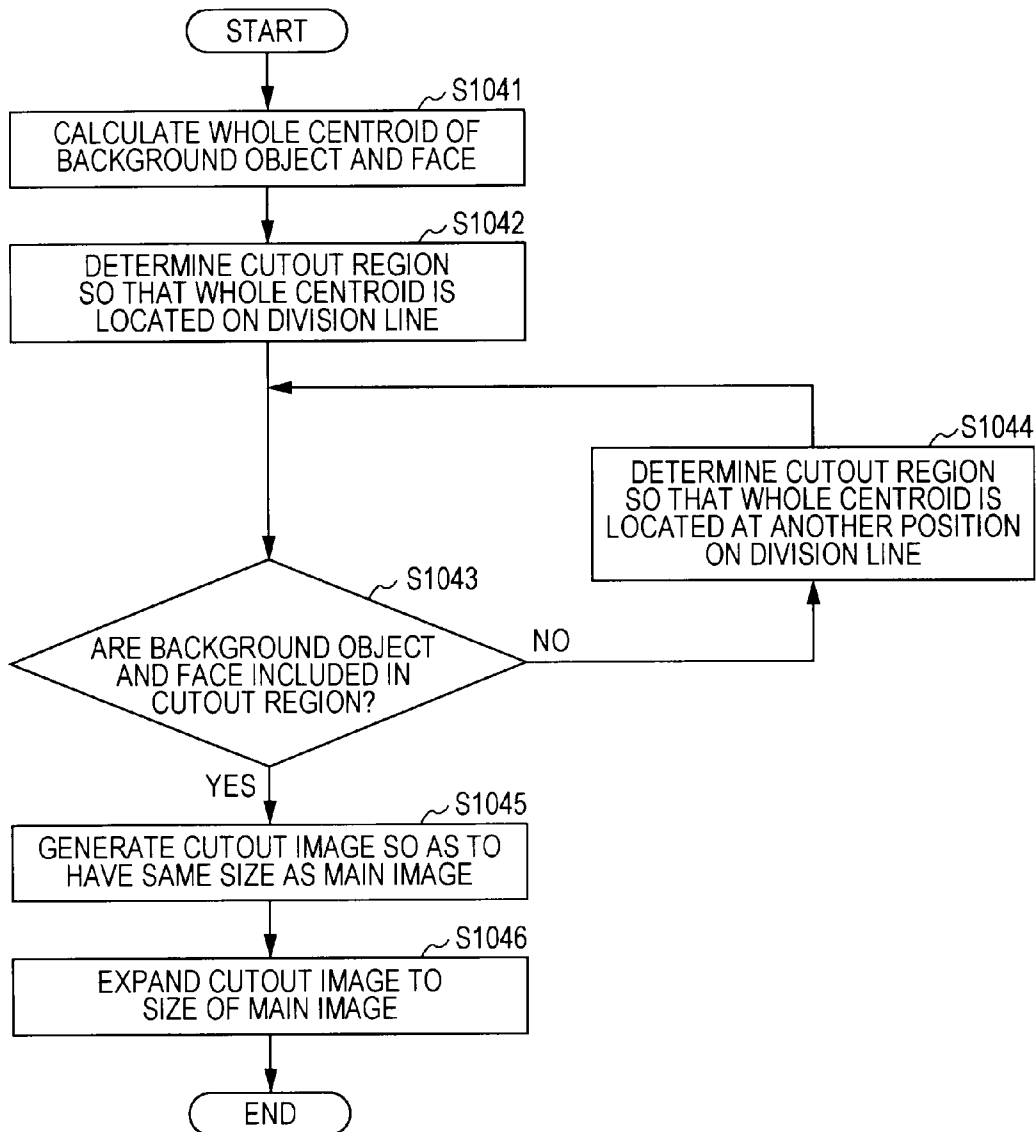 START
S1041
CALCULATE WHOLE CENTROID OF
BACKGROUND OBJECT AND FACE
S1042
DETERMINE CUTOUT REGION
SO THAT WHOLE CENTROID IS
LOCATED ON DIVISION LINE
S1044
DETERMINE CUTOUT REGION
SO THAT WHOLE CENTROID IS
LOCATED AT ANOTHER POSITION
ON DIVISION LINE
S1043
ARE BACKGROUND OBJECT
AND FACE INCLUDED IN
CUTOUT REGION?
NO
YES
S1045
GENERATE CUTOUT IMAGE SO AS TO
HAVE SAME SIZE AS MAIN IMAGE
S1046
EXPAND CUTOUT IMAGE TO
SIZE OF MAIN IMAGE
END